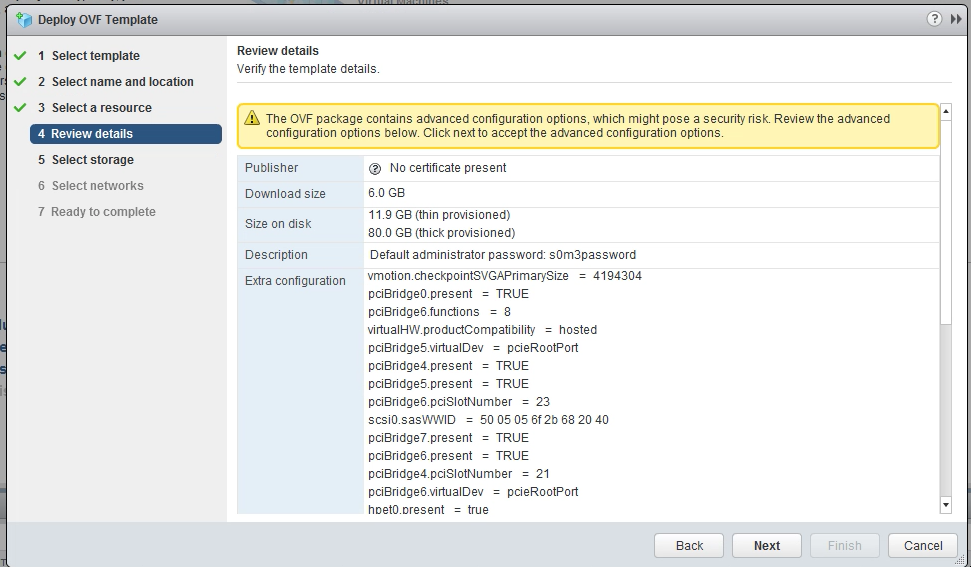 Virtual Machines
Deploy OVF Template
1 Select template
2 Select name and location
3 Select a resource
4 Review details
5 Select storage
6 Select networks
7 Ready to complete
Review details
Verify the template details.
The OVF package contains advanced configuration options, which might pose a security risk. Review the advanced
configuration options below. Click next to accept the advanced configuration options.
Publisher ? No certificate present
Download size 6.0 GB
Size on disk 11.9 GB (thin provisioned)
80.0 GB (thick provisioned)
Description Default administrator password: s0m3password
Extra configuration vmotion.checkpointSVGAPrimarySize = 4194304
pciBridge0.present = TRUE
pciBridge6.functions = 8
virtualHW.productCompatibility = hosted
pciBridge5.virtualDev = pcieRootPort
pciBridge4.present = TRUE
pciBridge5.present = TRUE
pciBridge6.pciSlotNumber = 23
scsi0.sasWWID = 50 05 05 6f 2b 68 20 40
pciBridge7.present = TRUE
pciBridge6.present = TRUE
pciBridge4.pciSlotNumber = 21
pciBridge6.virtualDev = pcieRootPort
hpet0.present = true
Back Next Finish Cancel